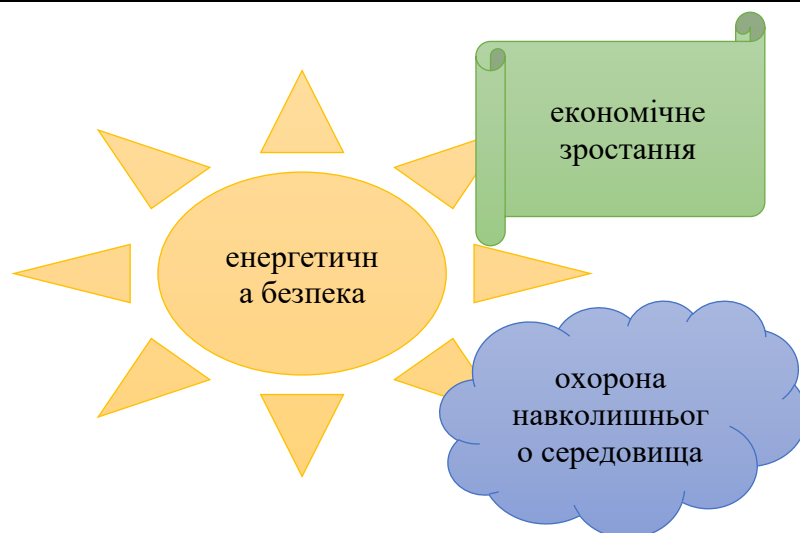 економічне
зростання
енергетичн
а безпека
охорона
навколишньог
о середовища